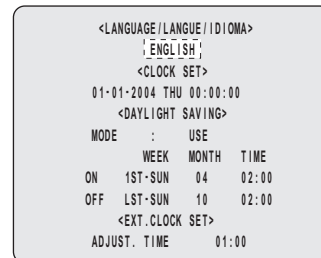 <LANGUAGE/LANGUE/IDIOMA>
ENGLISH
<CLOCK SET>
01-01-2004 THU 00:00:00
<DAYLIGHT SAVING>
MODE : USE
WEEK MONTH TIME
ON 1ST-SUN 04 02:00
OFF LST-SUN 10 02:00
<EXT.CLOCK SET>
ADJUST. TIME 01:00